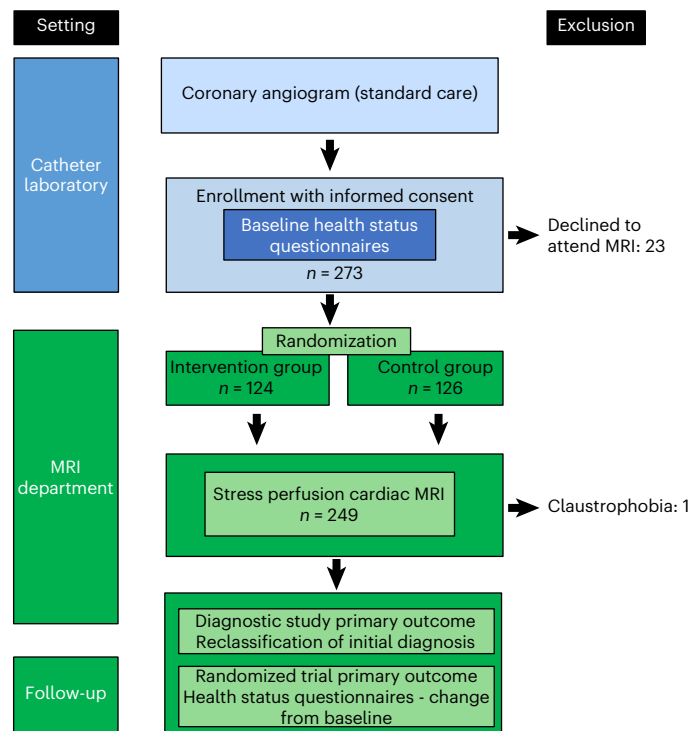 Setting
Exclusion
Catheter
laboratory
Coronary angiogram (standard care)
Enrollment with informed consent
Baseline health status
questionnaires
n = 273
Declined to
attend MRI: 23
Randomization
Intervention group
n = 124
Control group
n = 126
MRI
department
Stress perfusion cardiac MRI
n = 249
Claustrophobia: 1
Diagnostic study primary outcome
Reclassification of initial diagnosis
Follow-up
Randomized trial primary outcome
Health status questionnaires - change
from baseline